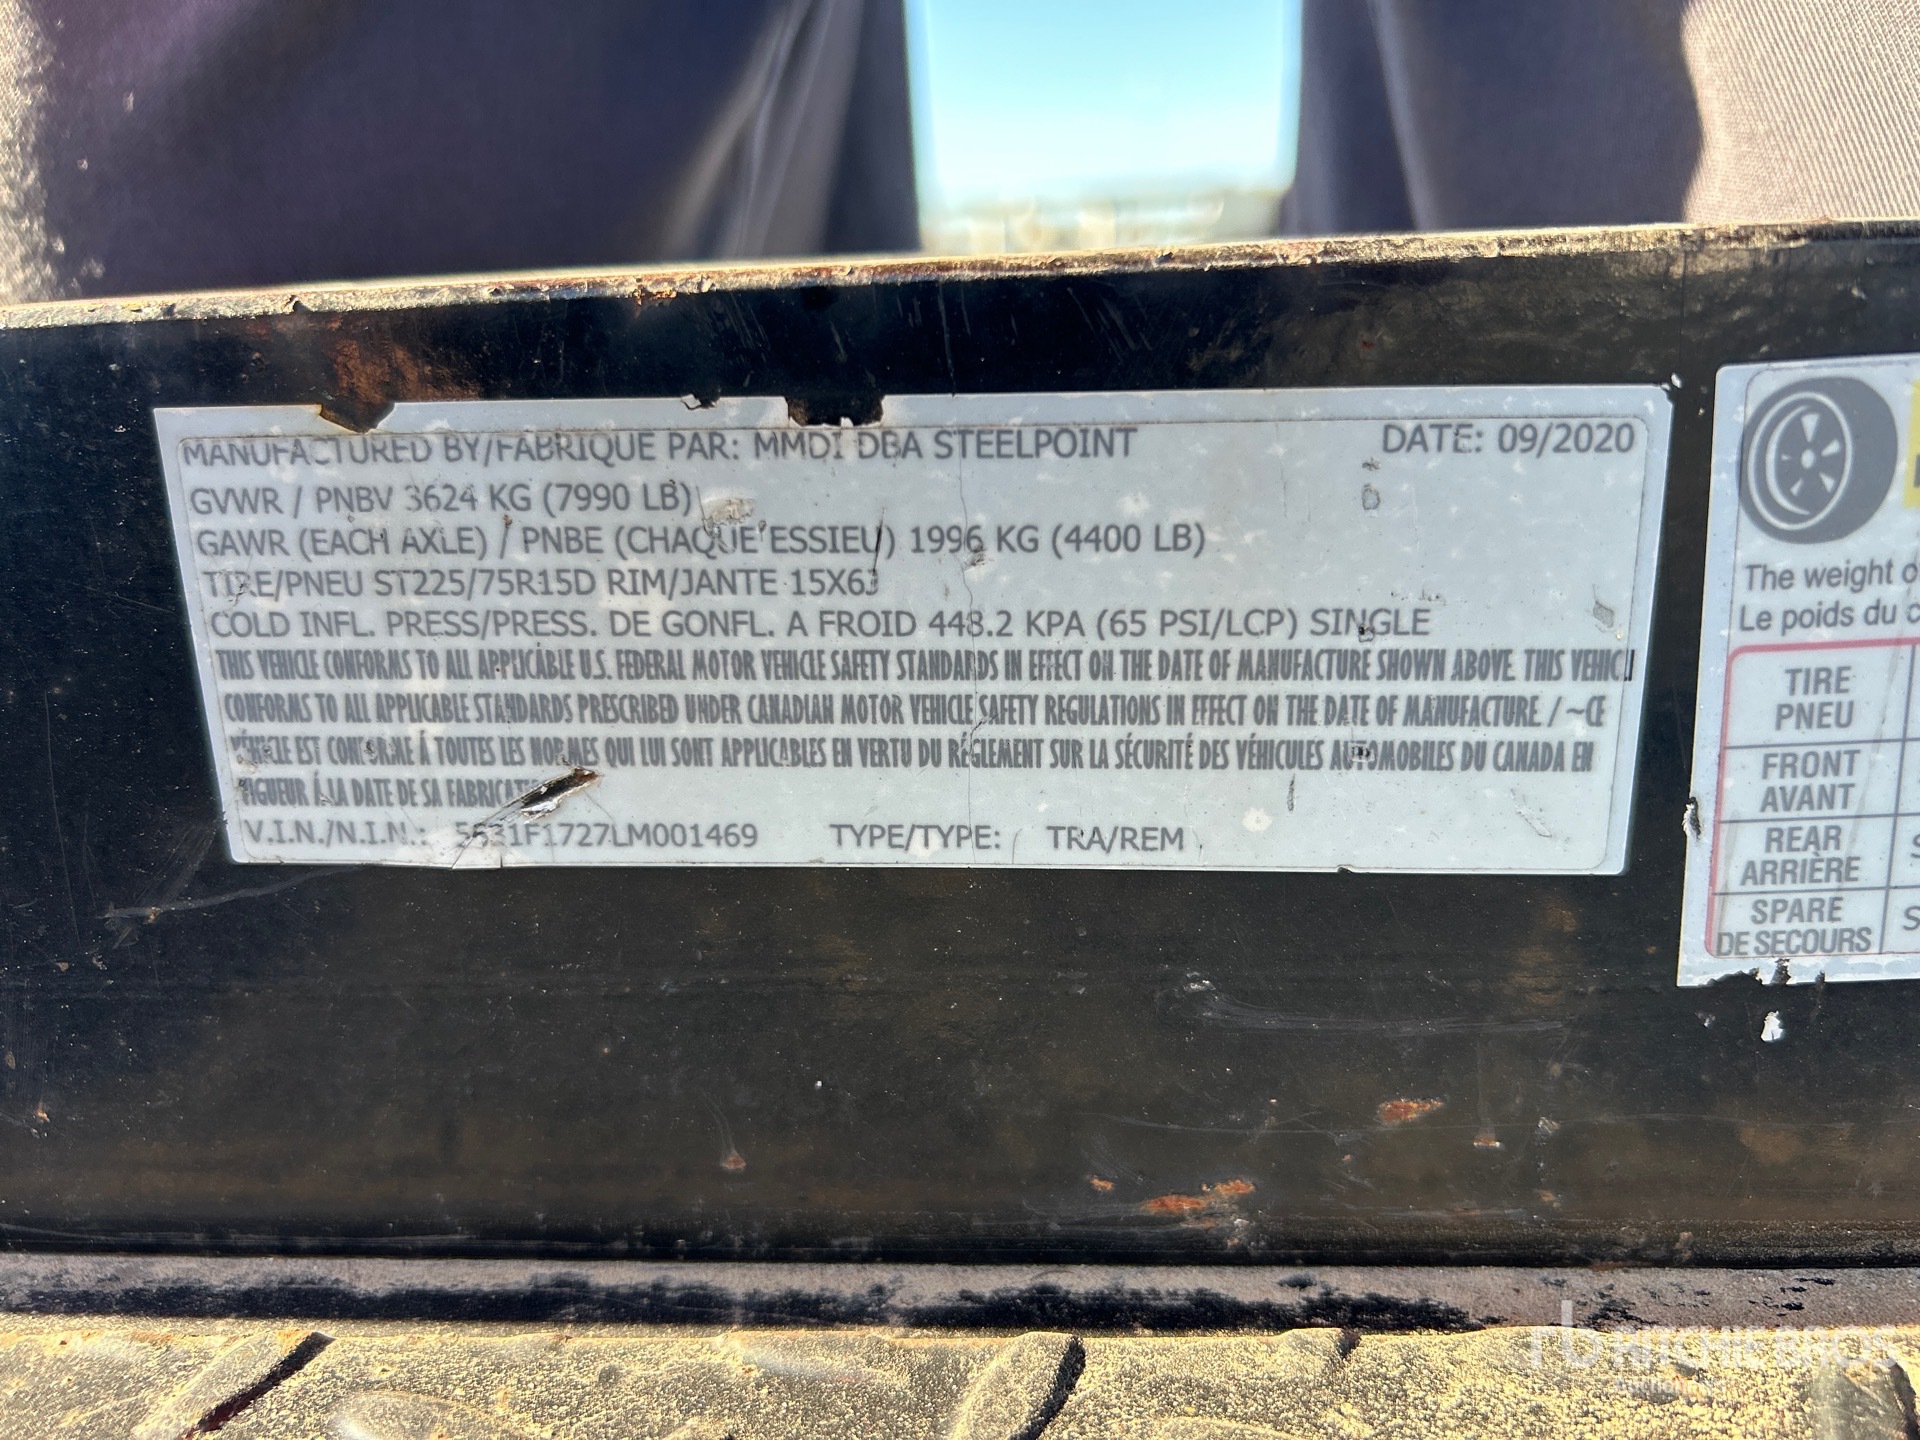 MANUFACTURED BY/FABRIQUE PAR: MMDI DBA STEELPOINT DATE: 09/2020
GVWR / PNBV 3624 KG (7990 LB)
GAWR (EACH AXLE) / PNBE (CHAQUE ESSIEU) 1996 KG (4400 LB)
TIRE/PNEU ST225/75R15D RIM/JANTE 15X6J
COLD INFL. PRESS/PRESS. DE GONFL. A FROID 448.2 KPA (65 PSI/LCP) SINGLE
THIS VEHICLE CONFORMS TO ALL APPLICABLE U.S. FEDERAL MOTOR VEHICLE SAFETY STANDARDS IN EFFECT ON THE DATE OF MANUFACTURE SHOWN ABOVE. THIS VEHICL
CONFORMS TO ALL APPLICABLE STANDARDS PRESCRIBED UNDER CANADIAN MOTOR VEHICLE SAFETY REGULATIONS IN EFFECT ON THE DATE OF MANUFACTURE. / ~CE
VÉHICLE EST CONFORME À TOUTES LES NORMES QUI LUI SONT APPLICABLES EN VERTU DU RÉGLEMENT SUR LA SÉCURITÉ DES VÉHICULES AUTOMOBILES DU CANADA EN
VIGUEUR Á LA DATE DE SA FABRICAT
V.I.N./N.I.N.: 5631F1727LM001469 TYPE/TYPE: TRA/REM
The weight o
Le poids du c
TIRE
PNEU
FRONT
AVANT
REAR
ARRIÈRE
SPARE
DE SECOURS
RITCHIE BROS